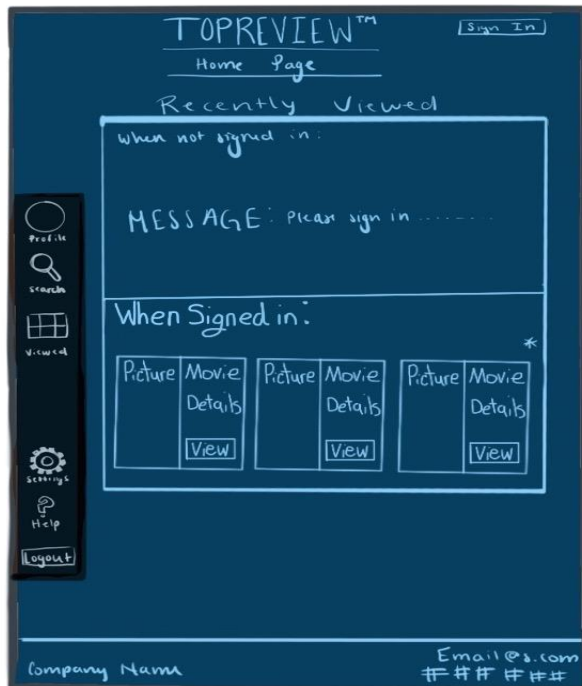 TOPREVIEW™
Sign In
Home Page
Recently Viewed
When not signed in:
MESSAGE: Please sign in ........
Profile
Search
Viewed
Settings
Help
Logout
When Signed in:
*
Picture Movie Details View
Picture Movie Details View
Picture Movie Details View
Company Name
Email@s.com
### ###